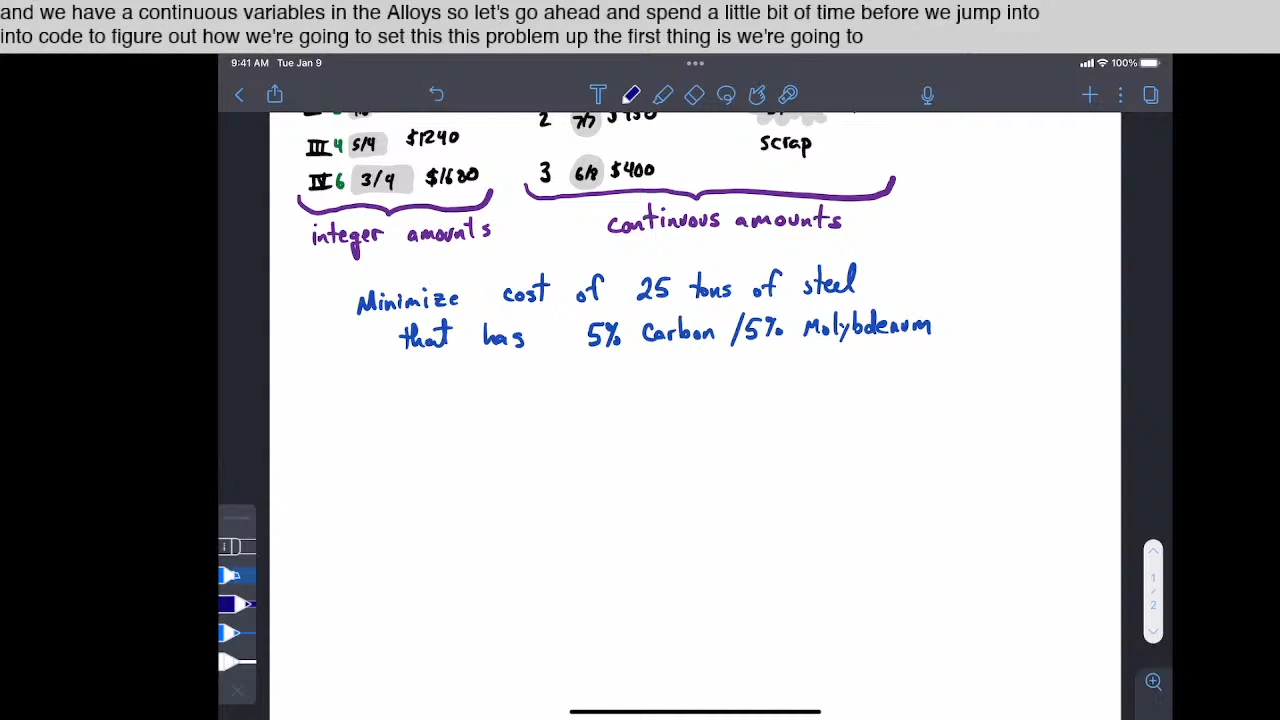 and we have a continuous variables in the Alloys so let's go ahead and spend a little bit of time before we jump into
into code to figure out how we're going to set this this problem up the first thing is we're going to
9:41 AM Tue Jan 9
100%
T
2 7/7
III 4 5/4 $1240
scrap
IV 6 3/4
3 6/8 $400
integer amounts
continuous amounts
Minimize cost of 25 tons of steel
that has 5% Carbon /5% Molybdenum
1
/
2